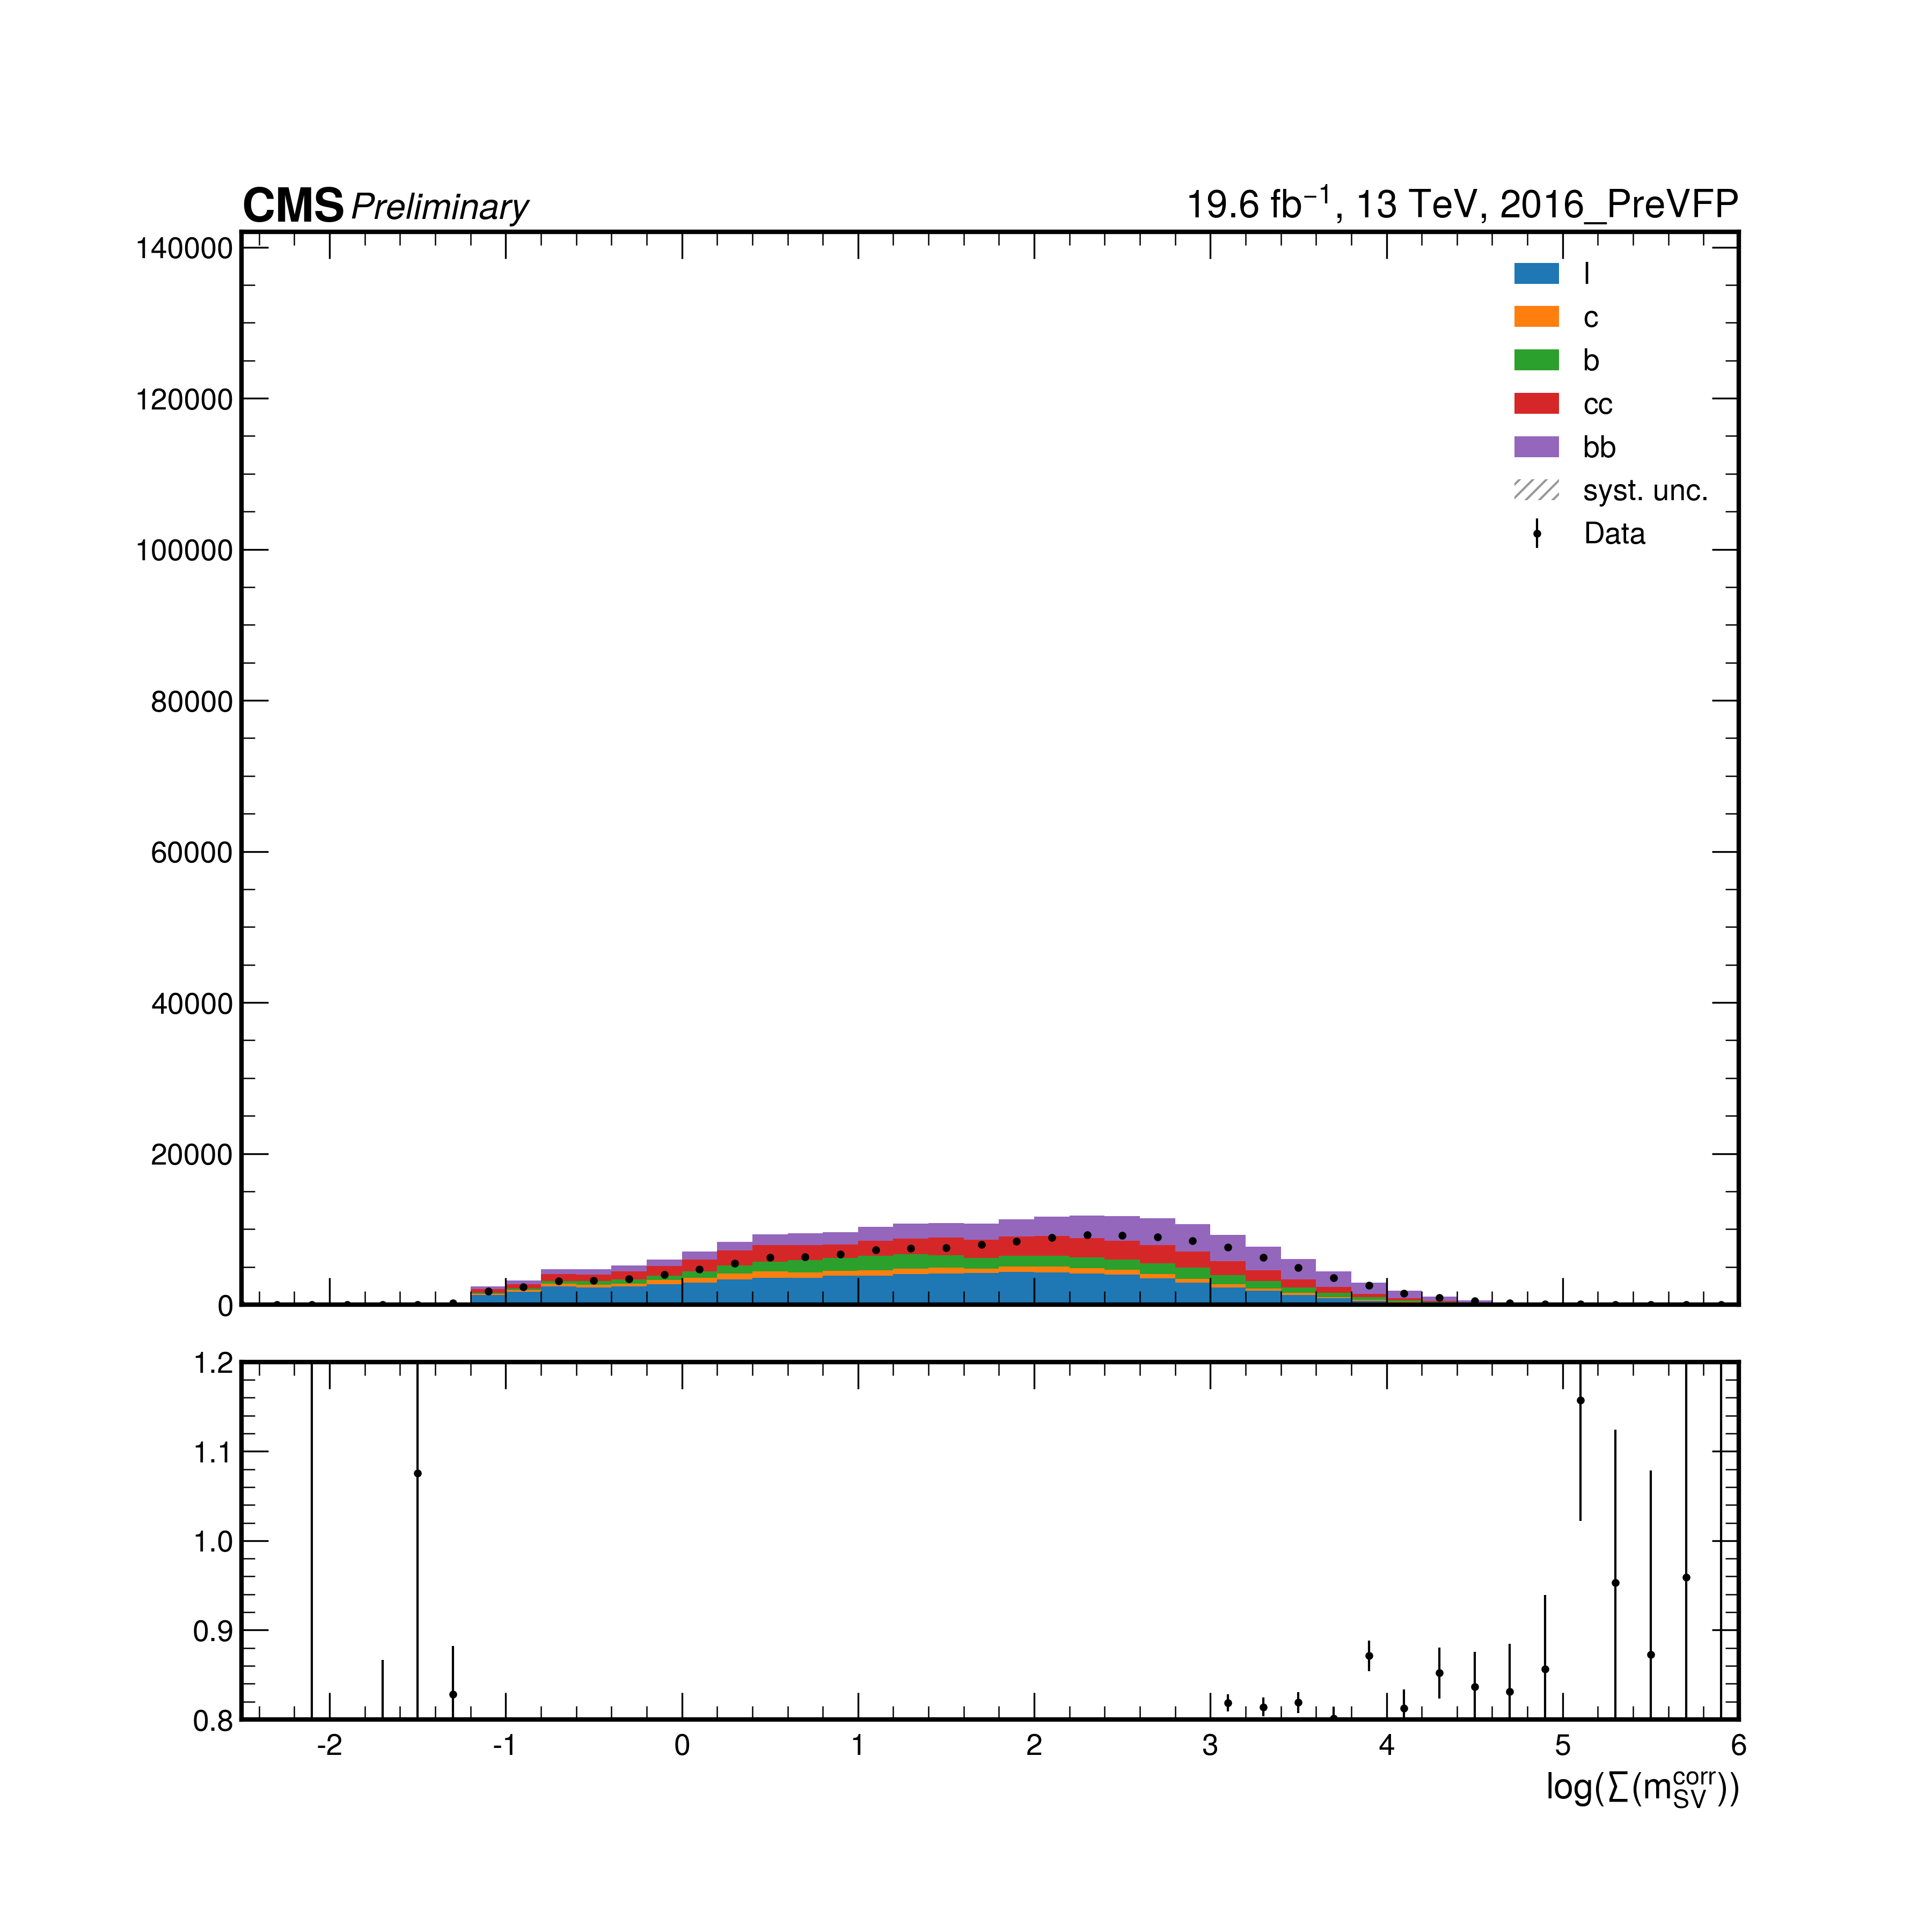 CMS Preliminary 19.6 fb⁻¹, 13 TeV, 2016_PreVFP
140000
120000
100000
80000
60000
40000
20000
0
l
c
b
cc
bb
syst. unc.
Data
1.2
1.1
1.0
0.9
0.8
-2 -1 0 1 2 3 4 5 6
log(Σ(m_SV^corr))